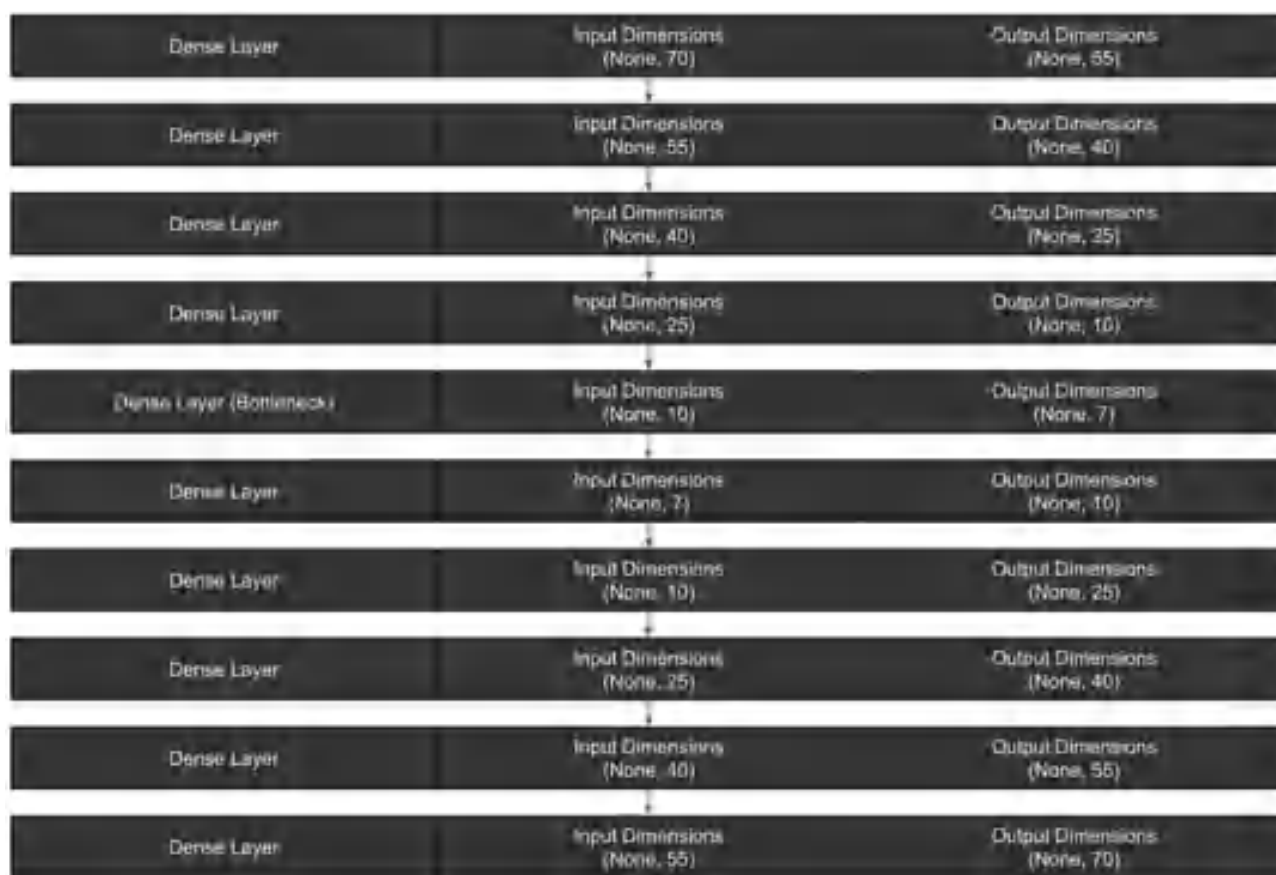 Dense Layer
Input Dimensions
(None, 70)
Output Dimensions
(None, 55)
Dense Layer
Input Dimensions
(None, 55)
Output Dimensions
(None, 40)
Dense Layer
Input Dimensions
(None, 40)
Output Dimensions
(None, 25)
Dense Layer
Input Dimensions
(None, 25)
Output Dimensions
(None, 10)
Dense Layer (Bottleneck)
Input Dimensions
(None, 10)
Output Dimensions
(None, 7)
Dense Layer
Input Dimensions
(None, 7)
Output Dimensions
(None, 10)
Dense Layer
Input Dimensions
(None, 10)
Output Dimensions
(None, 25)
Dense Layer
Input Dimensions
(None, 25)
Output Dimensions
(None, 40)
Dense Layer
Input Dimensions
(None, 40)
Output Dimensions
(None, 55)
Dense Layer
Input Dimensions
(None, 55)
Output Dimensions
(None, 70)